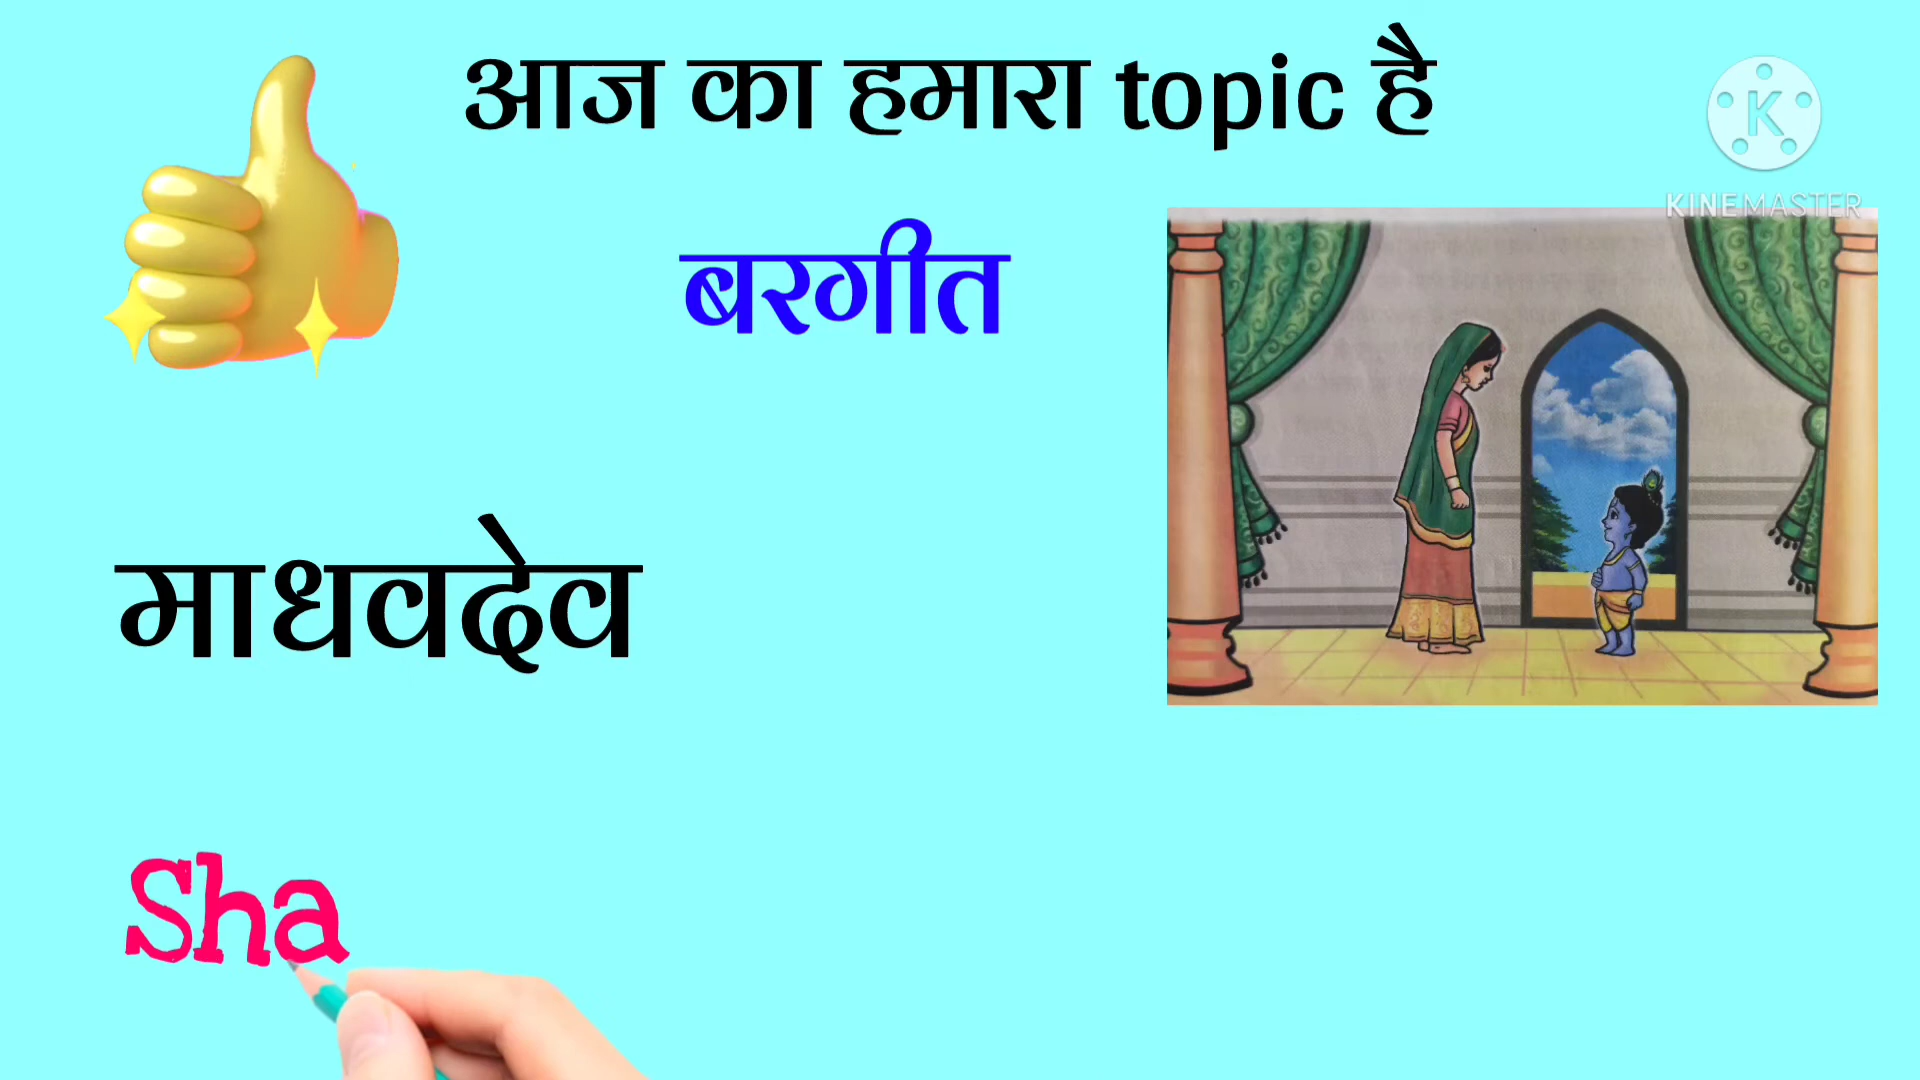 आज का हमारा topic है
K
KINEMASTER
बरगीत
माधवदेव
Sha